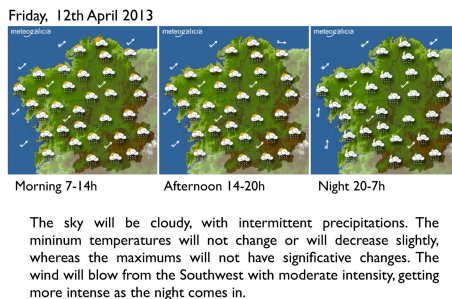 Friday, 12th April 2013
meteogalicia
meteogalicia
meteogalicia
Morning 7-14h
Afternoon 14-20h
Night 20-7h
The sky will be cloudy, with intermittent precipitations. The
mininum temperatures will not change or will decrease slightly,
whereas the maximums will not have significative changes. The
wind will blow from the Southwest with moderate intensity, getting
more intense as the night comes in.